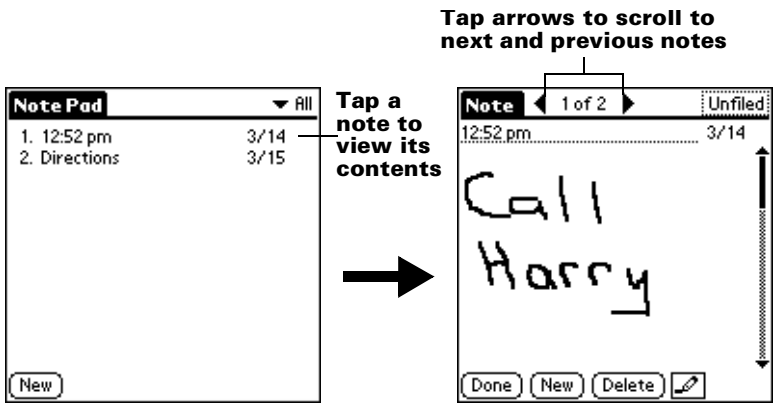 Tap arrows to scroll to
next and previous notes
Note Pad All
1. 12:52 pm 3/14
2. Directions 3/15
New
Tap a
note to
view its
contents
Note 1 of 2 Unfiled
12:52 pm 3/14
Call
Harry
Done New Delete